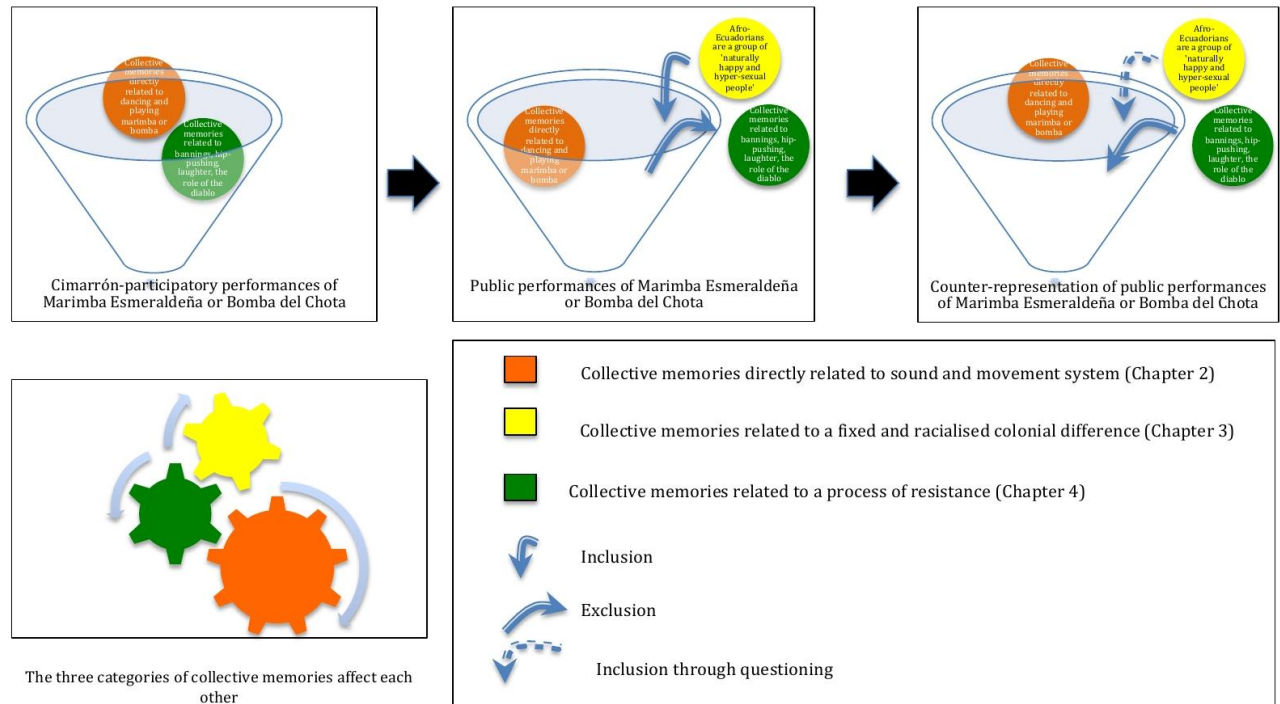 Collective
memories
directly
related to
dancing and
playing
marimba or
bomba
Collective
memories
related to
bannings, hip-
pushing,
laughter, the
role of the
diablo
Cimarrón-participatory performances of
Marimba Esmeraldeña or Bomba del Chota
Afro-
Ecuadorians
are a group of
'naturally
happy and
hyper-sexual
people'
Collective
memories
directly
related to
dancing and
playing
marimba or
bomba
Collective
memories
related to
bannings, hip-
pushing,
laughter, the
role of the
diablo
Public performances of Marimba Esmeraldeña
or Bomba del Chota
Afro-
Ecuadorians
are a group of
'naturally
happy and
hyper-sexual
people'
Collective
memories
directly
related to
dancing and
playing
marimba or
bomba
Collective
memories
related to
bannings, hip-
pushing,
laughter, the
role of the
diablo
Counter-representation of public performances
of Marimba Esmeraldeña or Bomba del Chota
The three categories of collective memories affect each
other
Collective memories directly related to sound and movement system (Chapter 2)
Collective memories related to a fixed and racialised colonial difference (Chapter 3)
Collective memories related to a process of resistance (Chapter 4)
Inclusion
Exclusion
Inclusion through questioning